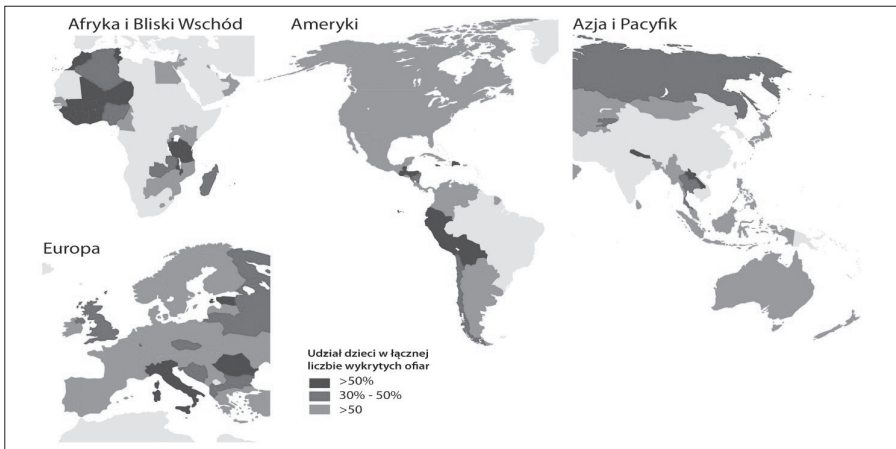 Afryka i Bliski Wschód
Ameryki
Azja i Pacyfik
Europa
Udział dzieci w łącznej
liczbie wykrytych ofiar
>50%
30% - 50%
>50